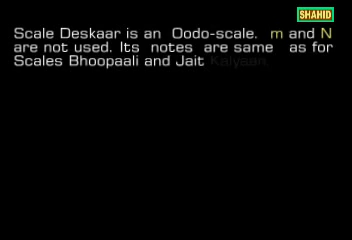 SHAHID
Scale Deskaar is an Oodo-scale. m and N
are not used. Its notes are same as for
Scales Bhoopaali and Jait Kalyaan